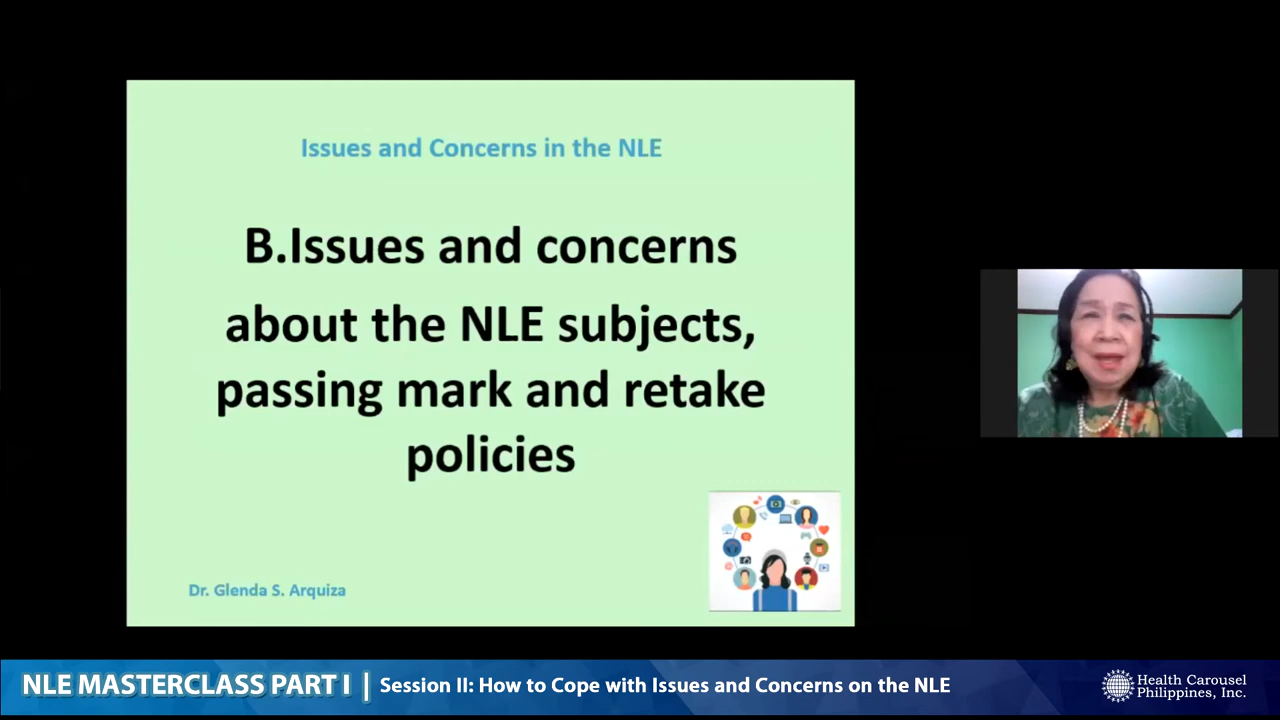 Issues and Concerns in the NLE
B.Issues and concerns
about the NLE subjects,
passing mark and retake
policies
Dr. Glenda S. Arquiza
NLE MASTERCLASS PART I | Session II: How to Cope with Issues and Concerns on the NLE
Health Carousel
Philippines, Inc.